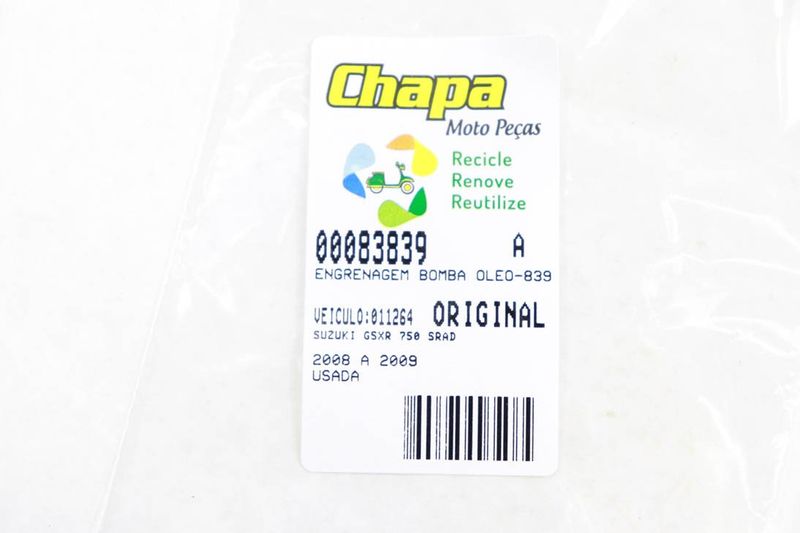 Chapa
Moto Peças
Recicle
Renove
Reutilize
00083839 A
ENGRENAGEM BOMBA OLEO-839
VEICULO:011264 ORIGINAL
SUZUKI GSXR 750 SRAD
2008 A 2009
USADA